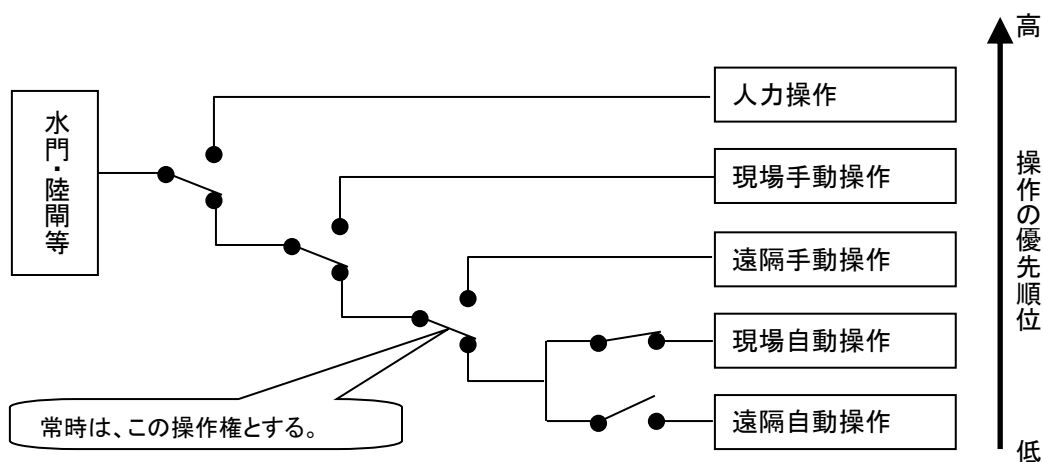 高
人力操作
水門・陸閘等
現場手動操作
操作の優先順位
遠隔手動操作
現場自動操作
常時は、この操作権とする。
遠隔自動操作
低